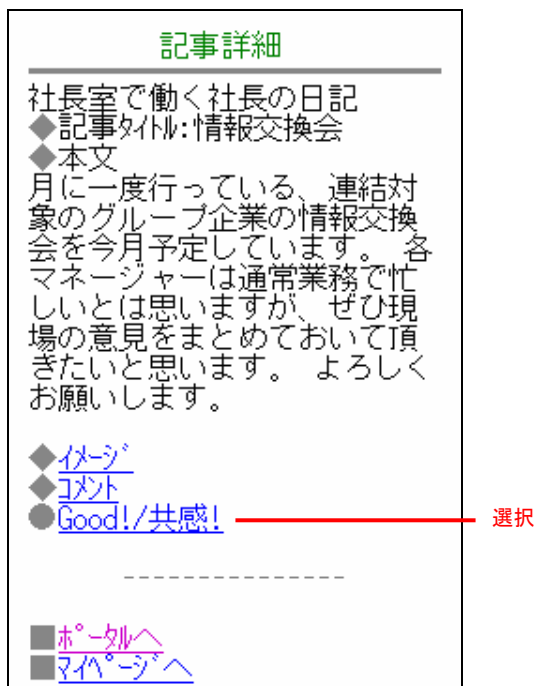 記事詳細
社長室で働く社長の日記
◆記事ﾀｲﾄﾙ:情報交換会
◆本文
月に一度行っている、連結対
象のグループ企業の情報交換
会を今月予定しています。 各
マネージャーは通常業務で忙
しいとは思いますが、ぜひ現
場の意見をまとめておいて頂
きたいと思います。 よろしく
お願いします。
◆ｲﾒｰｼﾞ
◆ｺﾒﾝﾄ
●Good!/共感!
選択
---------------
■ﾎﾟｰﾀﾙへ
■ﾏｲﾍﾟｰｼﾞへ